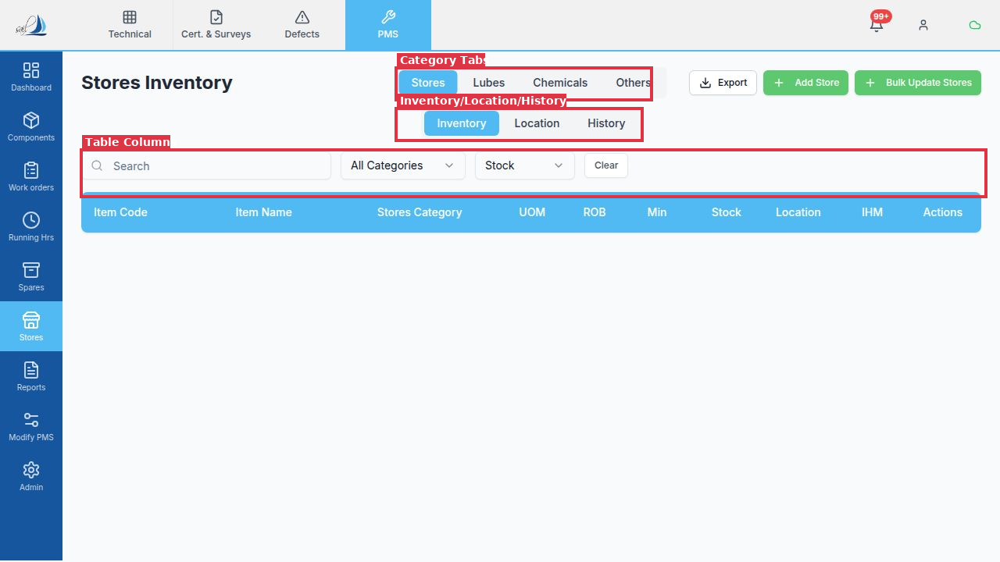 Technical
Cert. & Surveys
Defects
PMS
99+
Dashboard
Components
Work orders
Running Hrs
Spares
Stores
Reports
Modify PMS
Admin
Stores Inventory
Category Tabs
Stores
Lubes
Chemicals
Others
Export
Add Store
Bulk Update Stores
Inventory/Location/History
Inventory
Location
History
Table Column
Search
All Categories
Stock
Clear
Item Code
Item Name
Stores Category
UOM
ROB
Min
Stock
Location
IHM
Actions